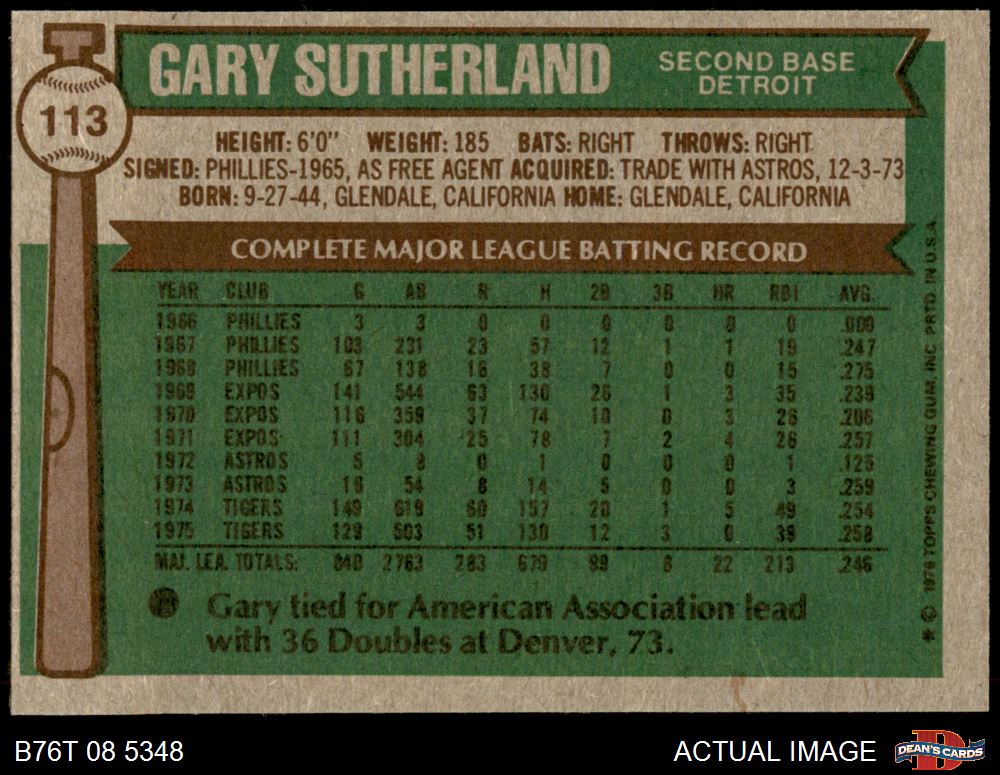 GARY SUTHERLAND
SECOND BASE
DETROIT
113
HEIGHT: 6'0" WEIGHT: 185 BATS: RIGHT THROWS: RIGHT
SIGNED: PHILLIES-1965, AS FREE AGENT ACQUIRED: TRADE WITH ASTROS, 12-3-73
BORN: 9-27-44, GLENDALE, CALIFORNIA HOME: GLENDALE, CALIFORNIA
COMPLETE MAJOR LEAGUE BATTING RECORD
YEAR CLUB G AB R H 2B 3B HR RBI AVG.
1966 PHILLIES 3 3 0 0 0 0 0 0 .000
1967 PHILLIES 103 231 23 57 12 1 1 19 .247
1968 PHILLIES 67 138 16 38 7 0 0 15 .275
1969 EXPOS 141 544 63 130 26 1 3 35 .239
1970 EXPOS 116 359 37 74 10 0 3 26 .206
1971 EXPOS 111 304 25 78 7 2 4 26 .257
1972 ASTROS 5 8 0 1 0 0 0 1 .125
1973 ASTROS 16 54 8 14 5 0 0 3 .259
1974 TIGERS 149 619 60 157 20 1 5 49 .254
1975 TIGERS 129 503 51 130 12 3 6 39 .258
MAJ. LEA. TOTALS: 840 2763 283 679 99 8 22 213 .246
Gary tied for American Association lead
with 36 Doubles at Denver, 73.
* © 1976 TOPPS CHEWING GUM, INC. PRTD. IN U.S.A.
B76T 08 5348
ACTUAL IMAGE
D
DEAN'S CARDS